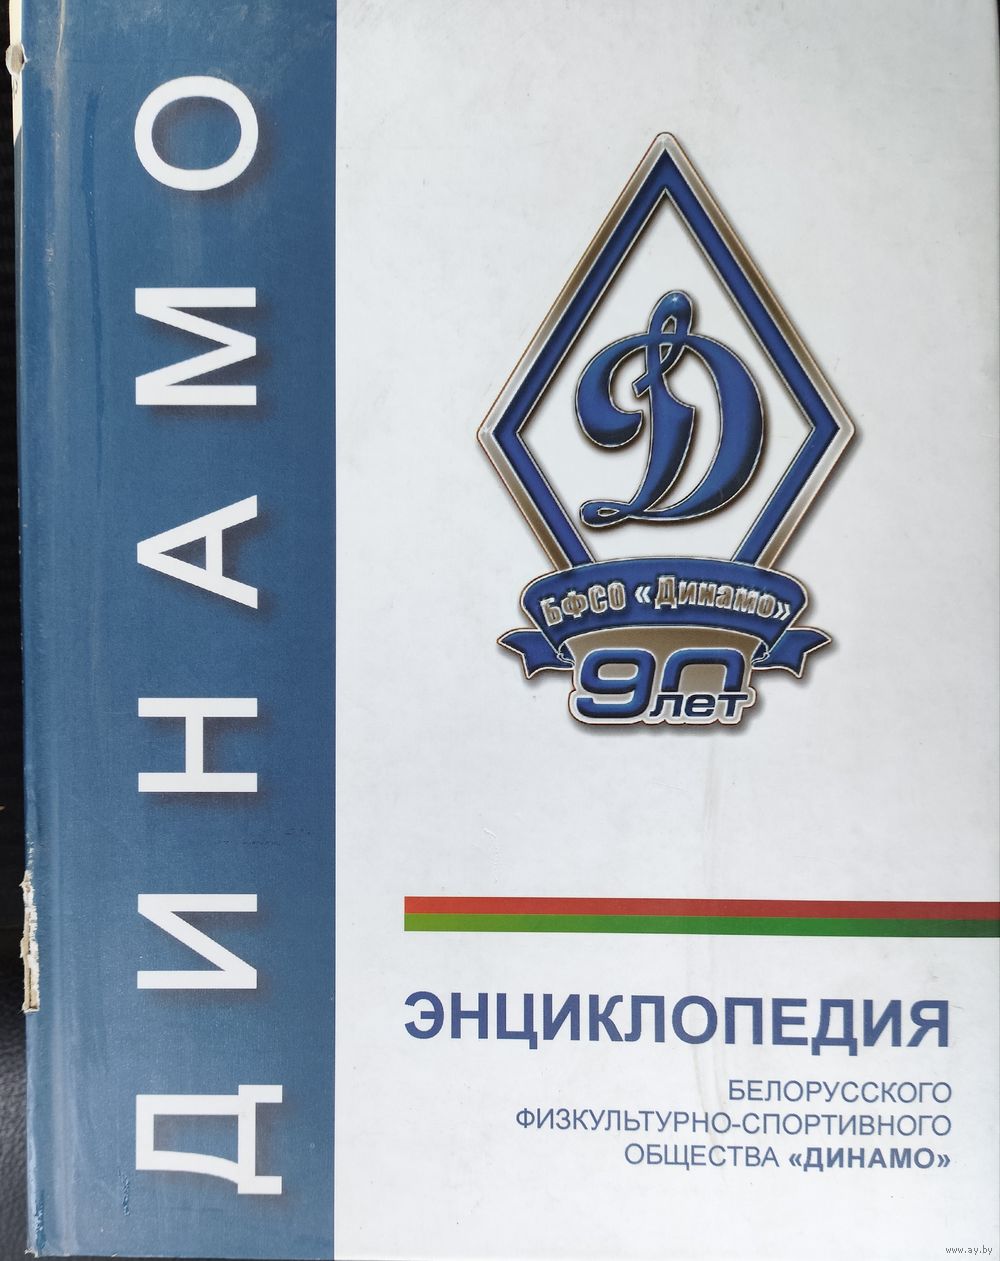 ДИНАМО
БФСО «Динамо»
90
лет
ЭНЦИКЛОПЕДИЯ
БЕЛОРУССКОГО
ФИЗКУЛЬТУРНО-СПОРТИВНОГО
ОБЩЕСТВА «ДИНАМО»
www.ay.by